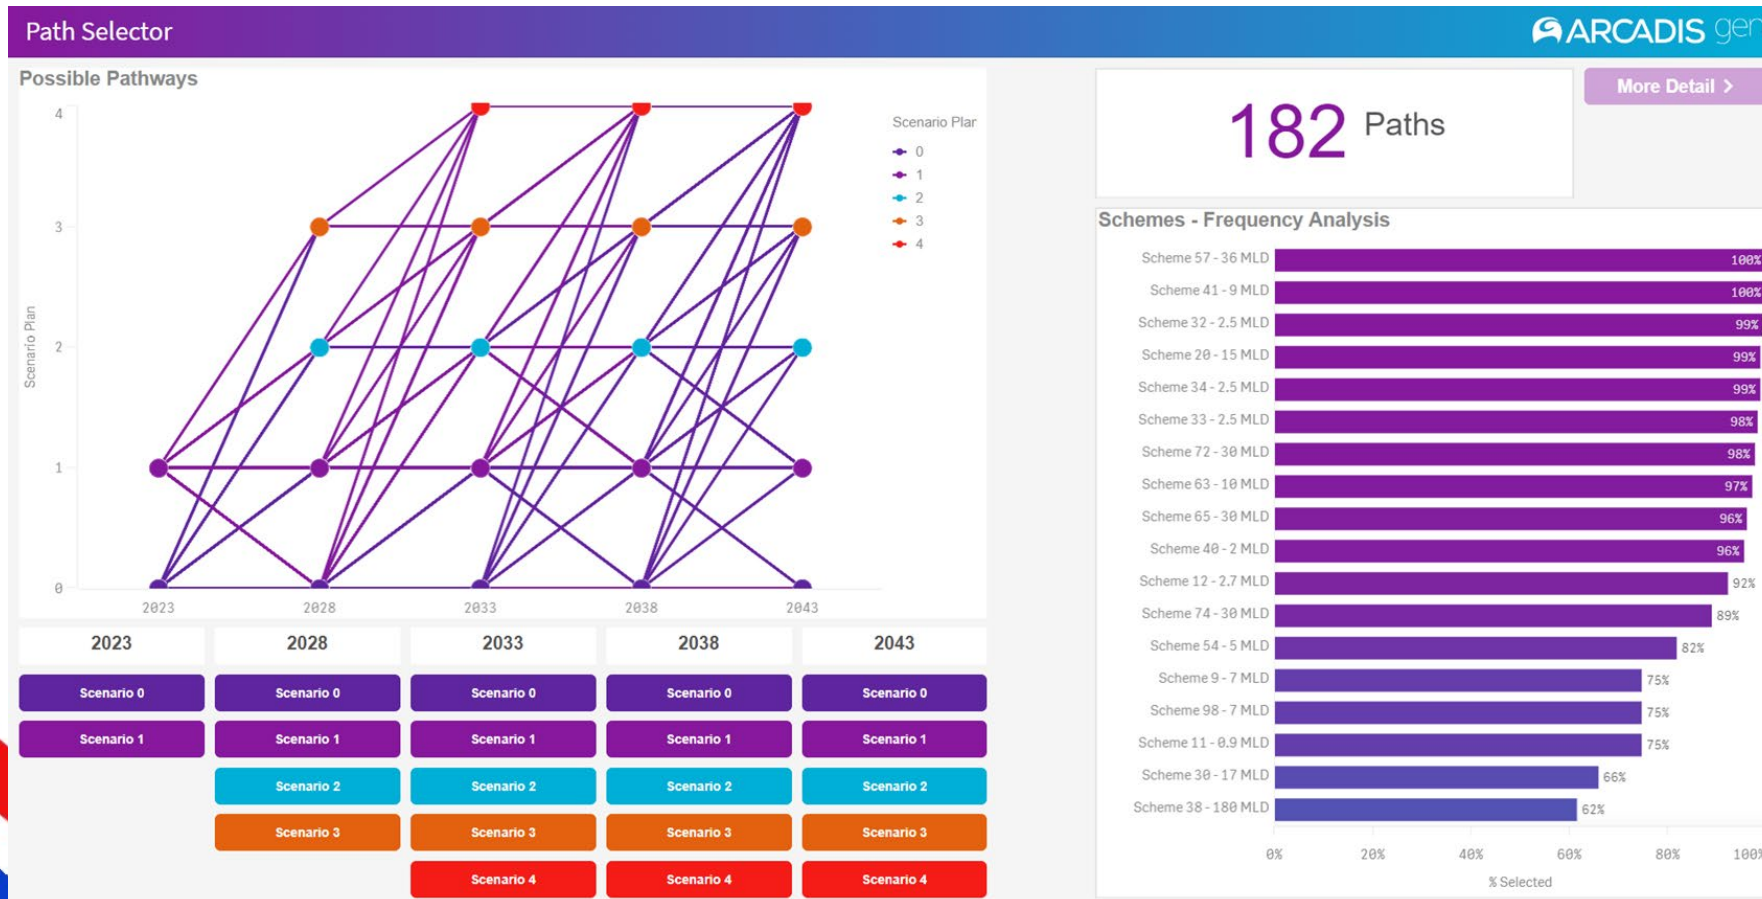 Path Selector
ARCADIS gen
Possible Pathways
4
3
2
1
0
Scenario Plan
2023 2028 2033 2038 2043
Scenario Plan
0
1
2
3
4
182 Paths
More Detail >
2023 2028 2033 2038 2043
Scenario 0 Scenario 0 Scenario 0 Scenario 0 Scenario 0
Scenario 1 Scenario 1 Scenario 1 Scenario 1 Scenario 1
Scenario 2 Scenario 2 Scenario 2 Scenario 2
Scenario 3 Scenario 3 Scenario 3 Scenario 3
Scenario 4 Scenario 4 Scenario 4
Schemes - Frequency Analysis
Scheme 57 - 36 MLD 100%
Scheme 41 - 9 MLD 100%
Scheme 32 - 2.5 MLD 99%
Scheme 20 - 15 MLD 99%
Scheme 34 - 2.5 MLD 99%
Scheme 33 - 2.5 MLD 98%
Scheme 72 - 30 MLD 98%
Scheme 63 - 10 MLD 97%
Scheme 65 - 30 MLD 96%
Scheme 40 - 2 MLD 96%
Scheme 12 - 2.7 MLD 92%
Scheme 74 - 30 MLD 89%
Scheme 54 - 5 MLD 82%
Scheme 9 - 7 MLD 75%
Scheme 98 - 7 MLD 75%
Scheme 11 - 0.9 MLD 75%
Scheme 30 - 17 MLD 66%
Scheme 38 - 180 MLD 62%
0% 20% 40% 60% 80% 100%
% Selected